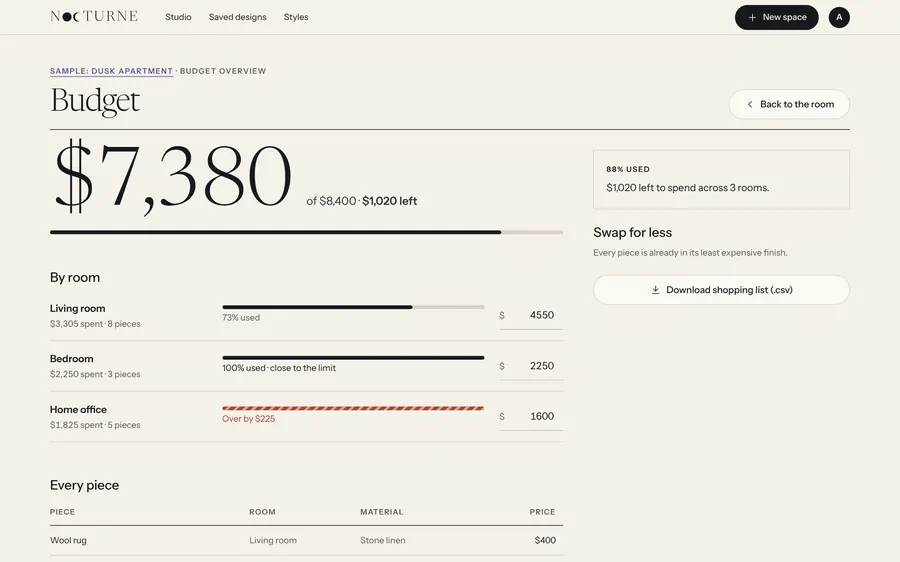 NOCTURNE
Studio
Saved designs
Styles
New space
A
SAMPLE: DUSK APARTMENT · BUDGET OVERVIEW
Budget
Back to the room
$7,380
of $8,400 · $1,020 left
88% USED
$1,020 left to spend across 3 rooms.
Swap for less
Every piece is already in its least expensive finish.
Download shopping list (.csv)
By room
Living room
$3,305 spent · 8 pieces
73% used
$ 4550
Bedroom
$2,250 spent · 3 pieces
100% used · close to the limit
$ 2250
Home office
$1,825 spent · 5 pieces
Over by $225
$ 1600
Every piece
PIECE ROOM MATERIAL PRICE
Wool rug Living room Stone linen $400